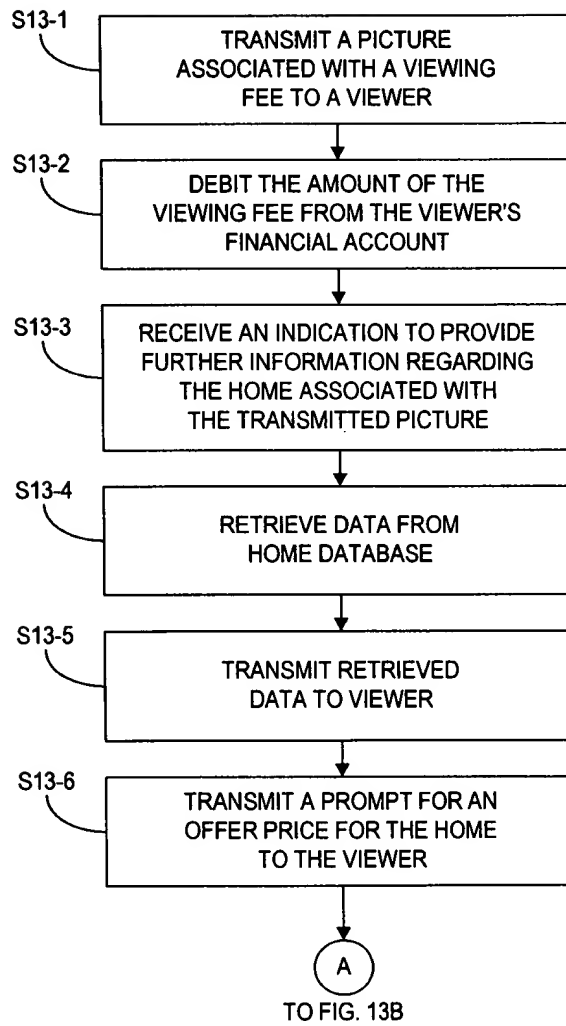 S13-1
TRANSMIT A PICTURE
ASSOCIATED WITH A VIEWING
FEE TO A VIEWER
S13-2
DEBIT THE AMOUNT OF THE
VIEWING FEE FROM THE VIEWER'S
FINANCIAL ACCOUNT
S13-3
RECEIVE AN INDICATION TO PROVIDE
FURTHER INFORMATION REGARDING
THE HOME ASSOCIATED WITH
THE TRANSMITTED PICTURE
S13-4
RETRIEVE DATA FROM
HOME DATABASE
S13-5
TRANSMIT RETRIEVED
DATA TO VIEWER
S13-6
TRANSMIT A PROMPT FOR AN
OFFER PRICE FOR THE HOME
TO THE VIEWER
A
TO FIG. 13B